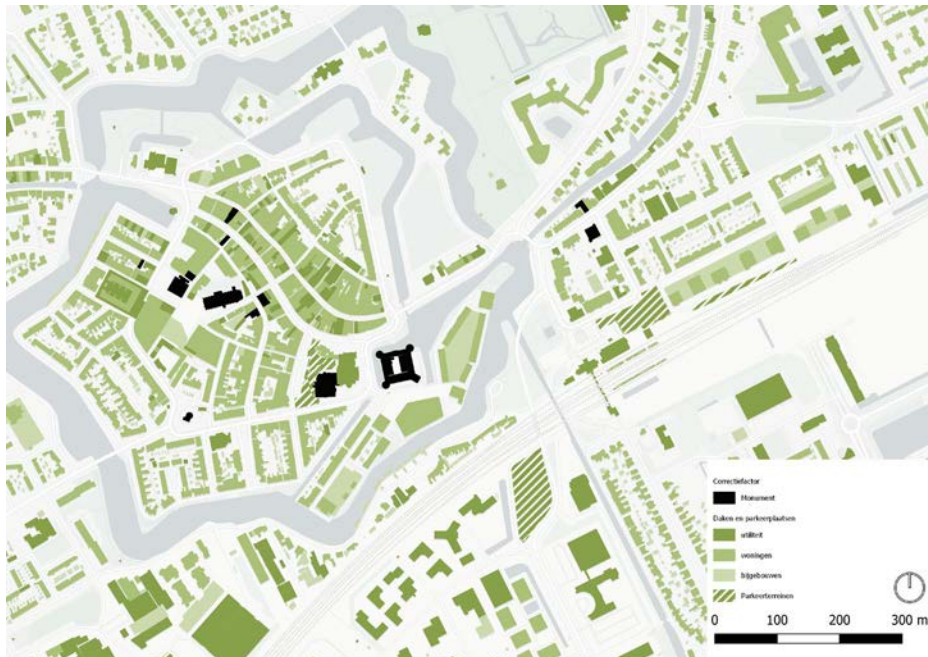 Correctiefactor
Monument
Daken en parkeerplaatsen
utiliteit
woningen
bijgebouwen
Parkeerterreinen
0 100 200 300 m